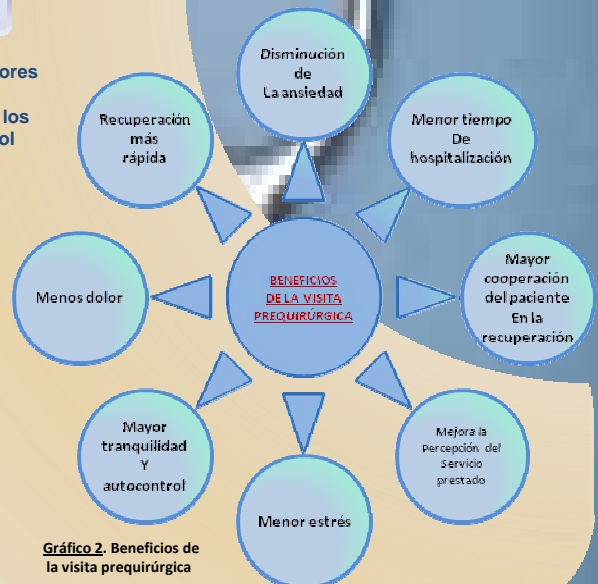 ores
los
ol
Disminución
de
La ansiedad
Menor tiempo
De
hospitalización
Mayor
cooperación
del paciente
En la
recuperación
Mejora la
Percepción del
Servicio
prestado
Menor estrés
Mayor
tranquilidad
Y
autocontrol
Menos dolor
Recuperación
más
rápida
BENEFICIOS
DE LA VISITA
PREQUIRÚRGICA
Gráfico 2. Beneficios de
la visita prequirúrgica